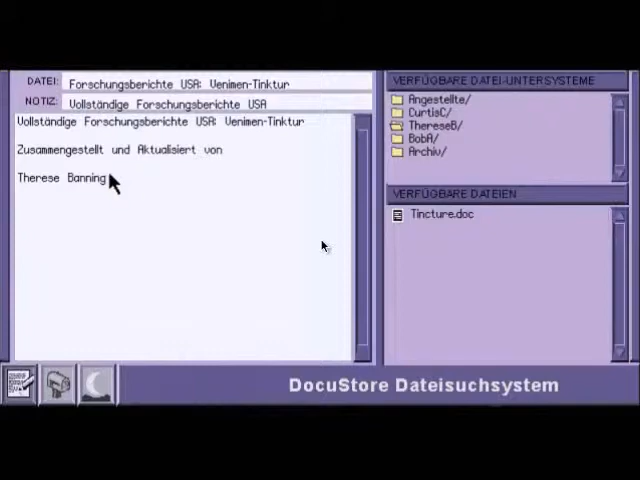 DATEI: Forschungsberichte USA: Venimen-Tinktur
NOTIZ: Vollständige Forschungsberichte USA
Vollständige Forschungsberichte USA: Venimen-Tinktur
Zusammengestellt und Aktualisiert von
Therese Banning
VERFÜGBARE DATEI-UNTERSYSTEME
Angestellte/
CurtisC/
ThereseB/
BobA/
Archiv/
VERFÜGBARE DATEIEN
Tincture.doc
DocuStore Dateisuchsystem